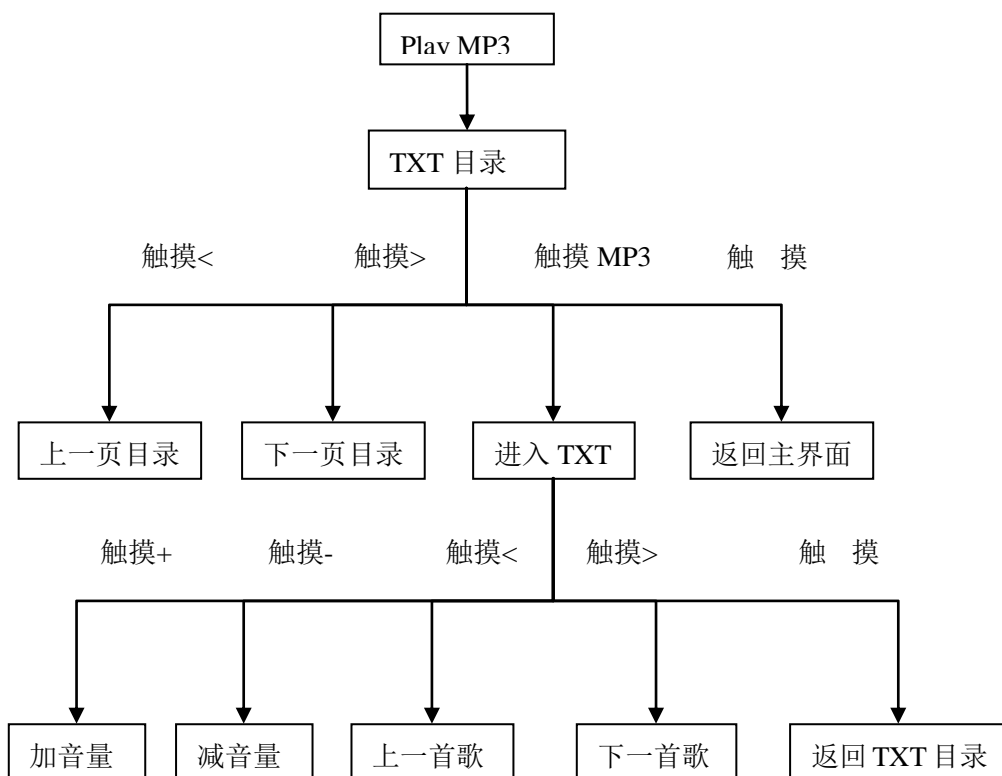 Play MP3
TXT 目录
触摸< 触摸> 触摸 MP3 触 摸
上一页目录 下一页目录 进入 TXT 返回主界面
触摸+ 触摸- 触摸< 触摸> 触 摸
加音量 减音量 上一首歌 下一首歌 返回 TXT 目录